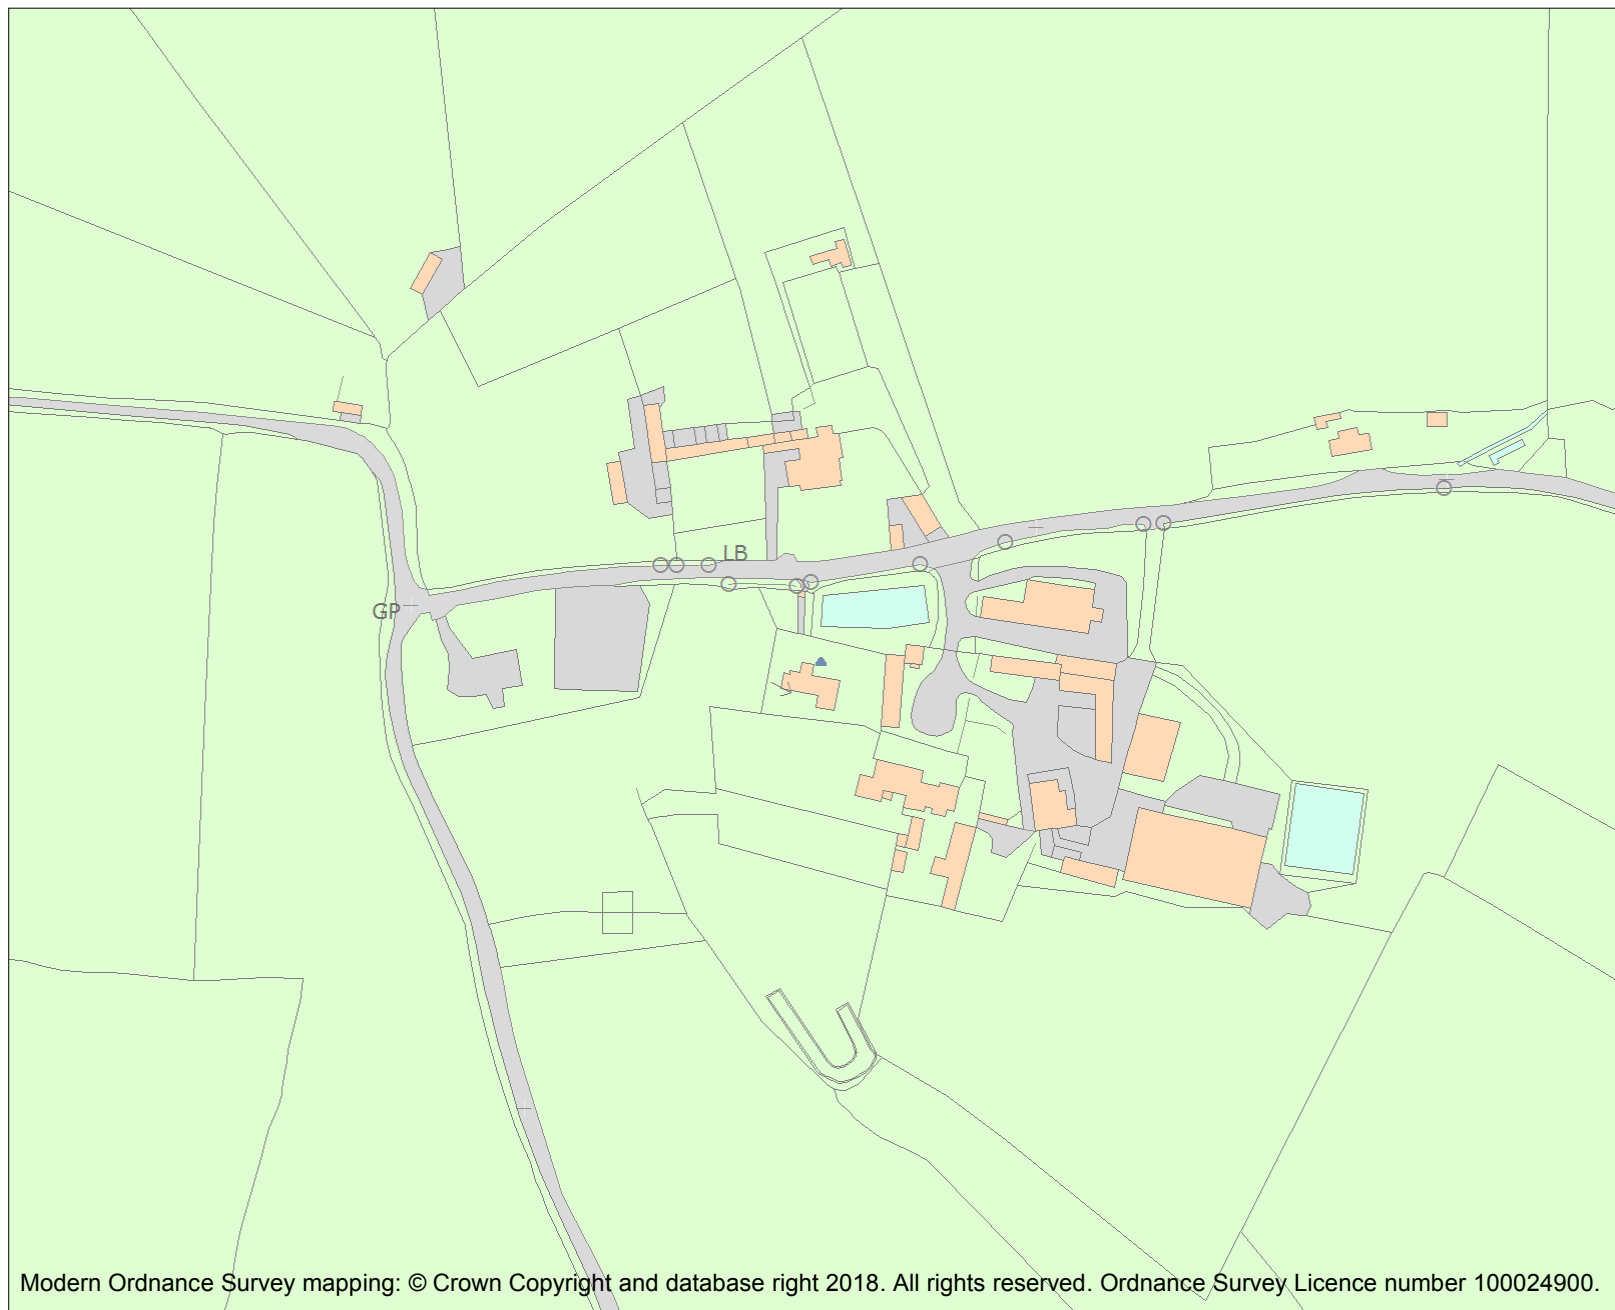 LB
GP
Modern Ordnance Survey mapping: © Crown Copyright and database right 2018. All rights reserved. Ordnance Survey Licence number 100024900.